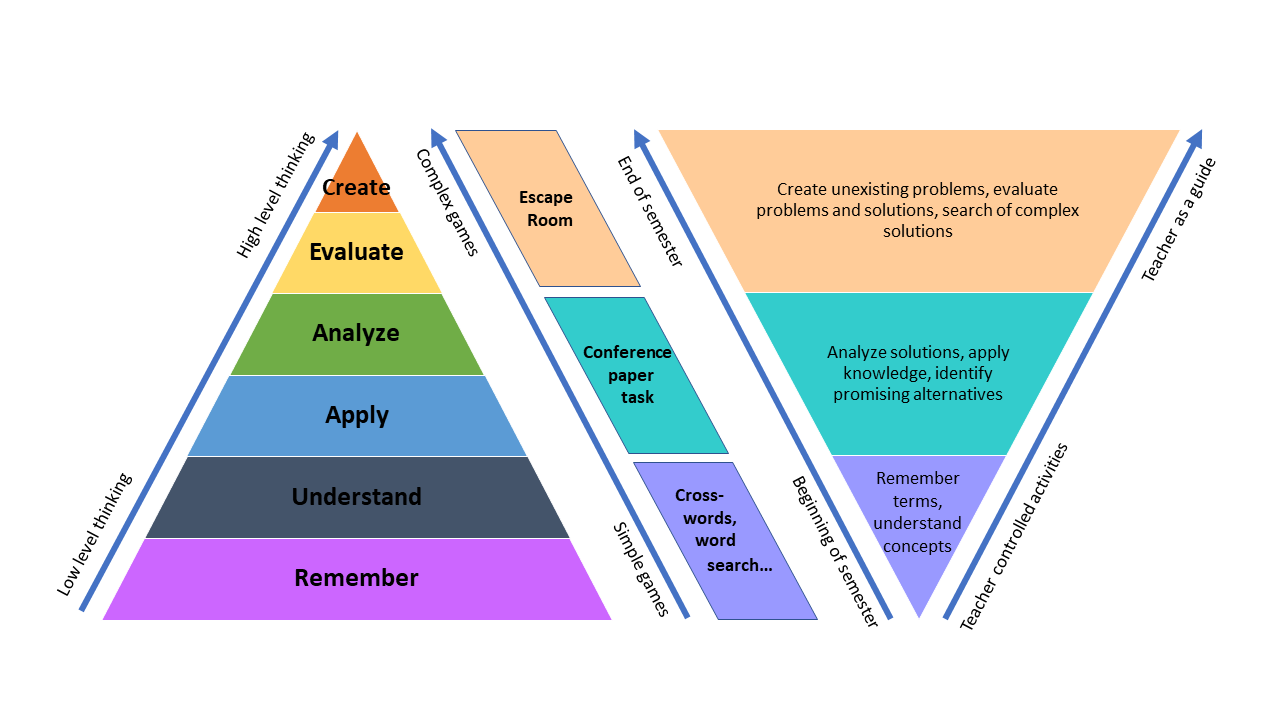 High level thinking
Low level thinking
Create
Evaluate
Analyze
Apply
Understand
Remember
Complex games
Simple games
Escape
Room
Conference
paper
task
Cross-
words,
word
search...
End of semester
Beginning of semester
Create unexisting problems, evaluate
problems and solutions, search of complex
solutions
Analyze solutions, apply
knowledge, identify
promising alternatives
Remember
terms,
understand
concepts
Teacher as a guide
Teacher controlled activities